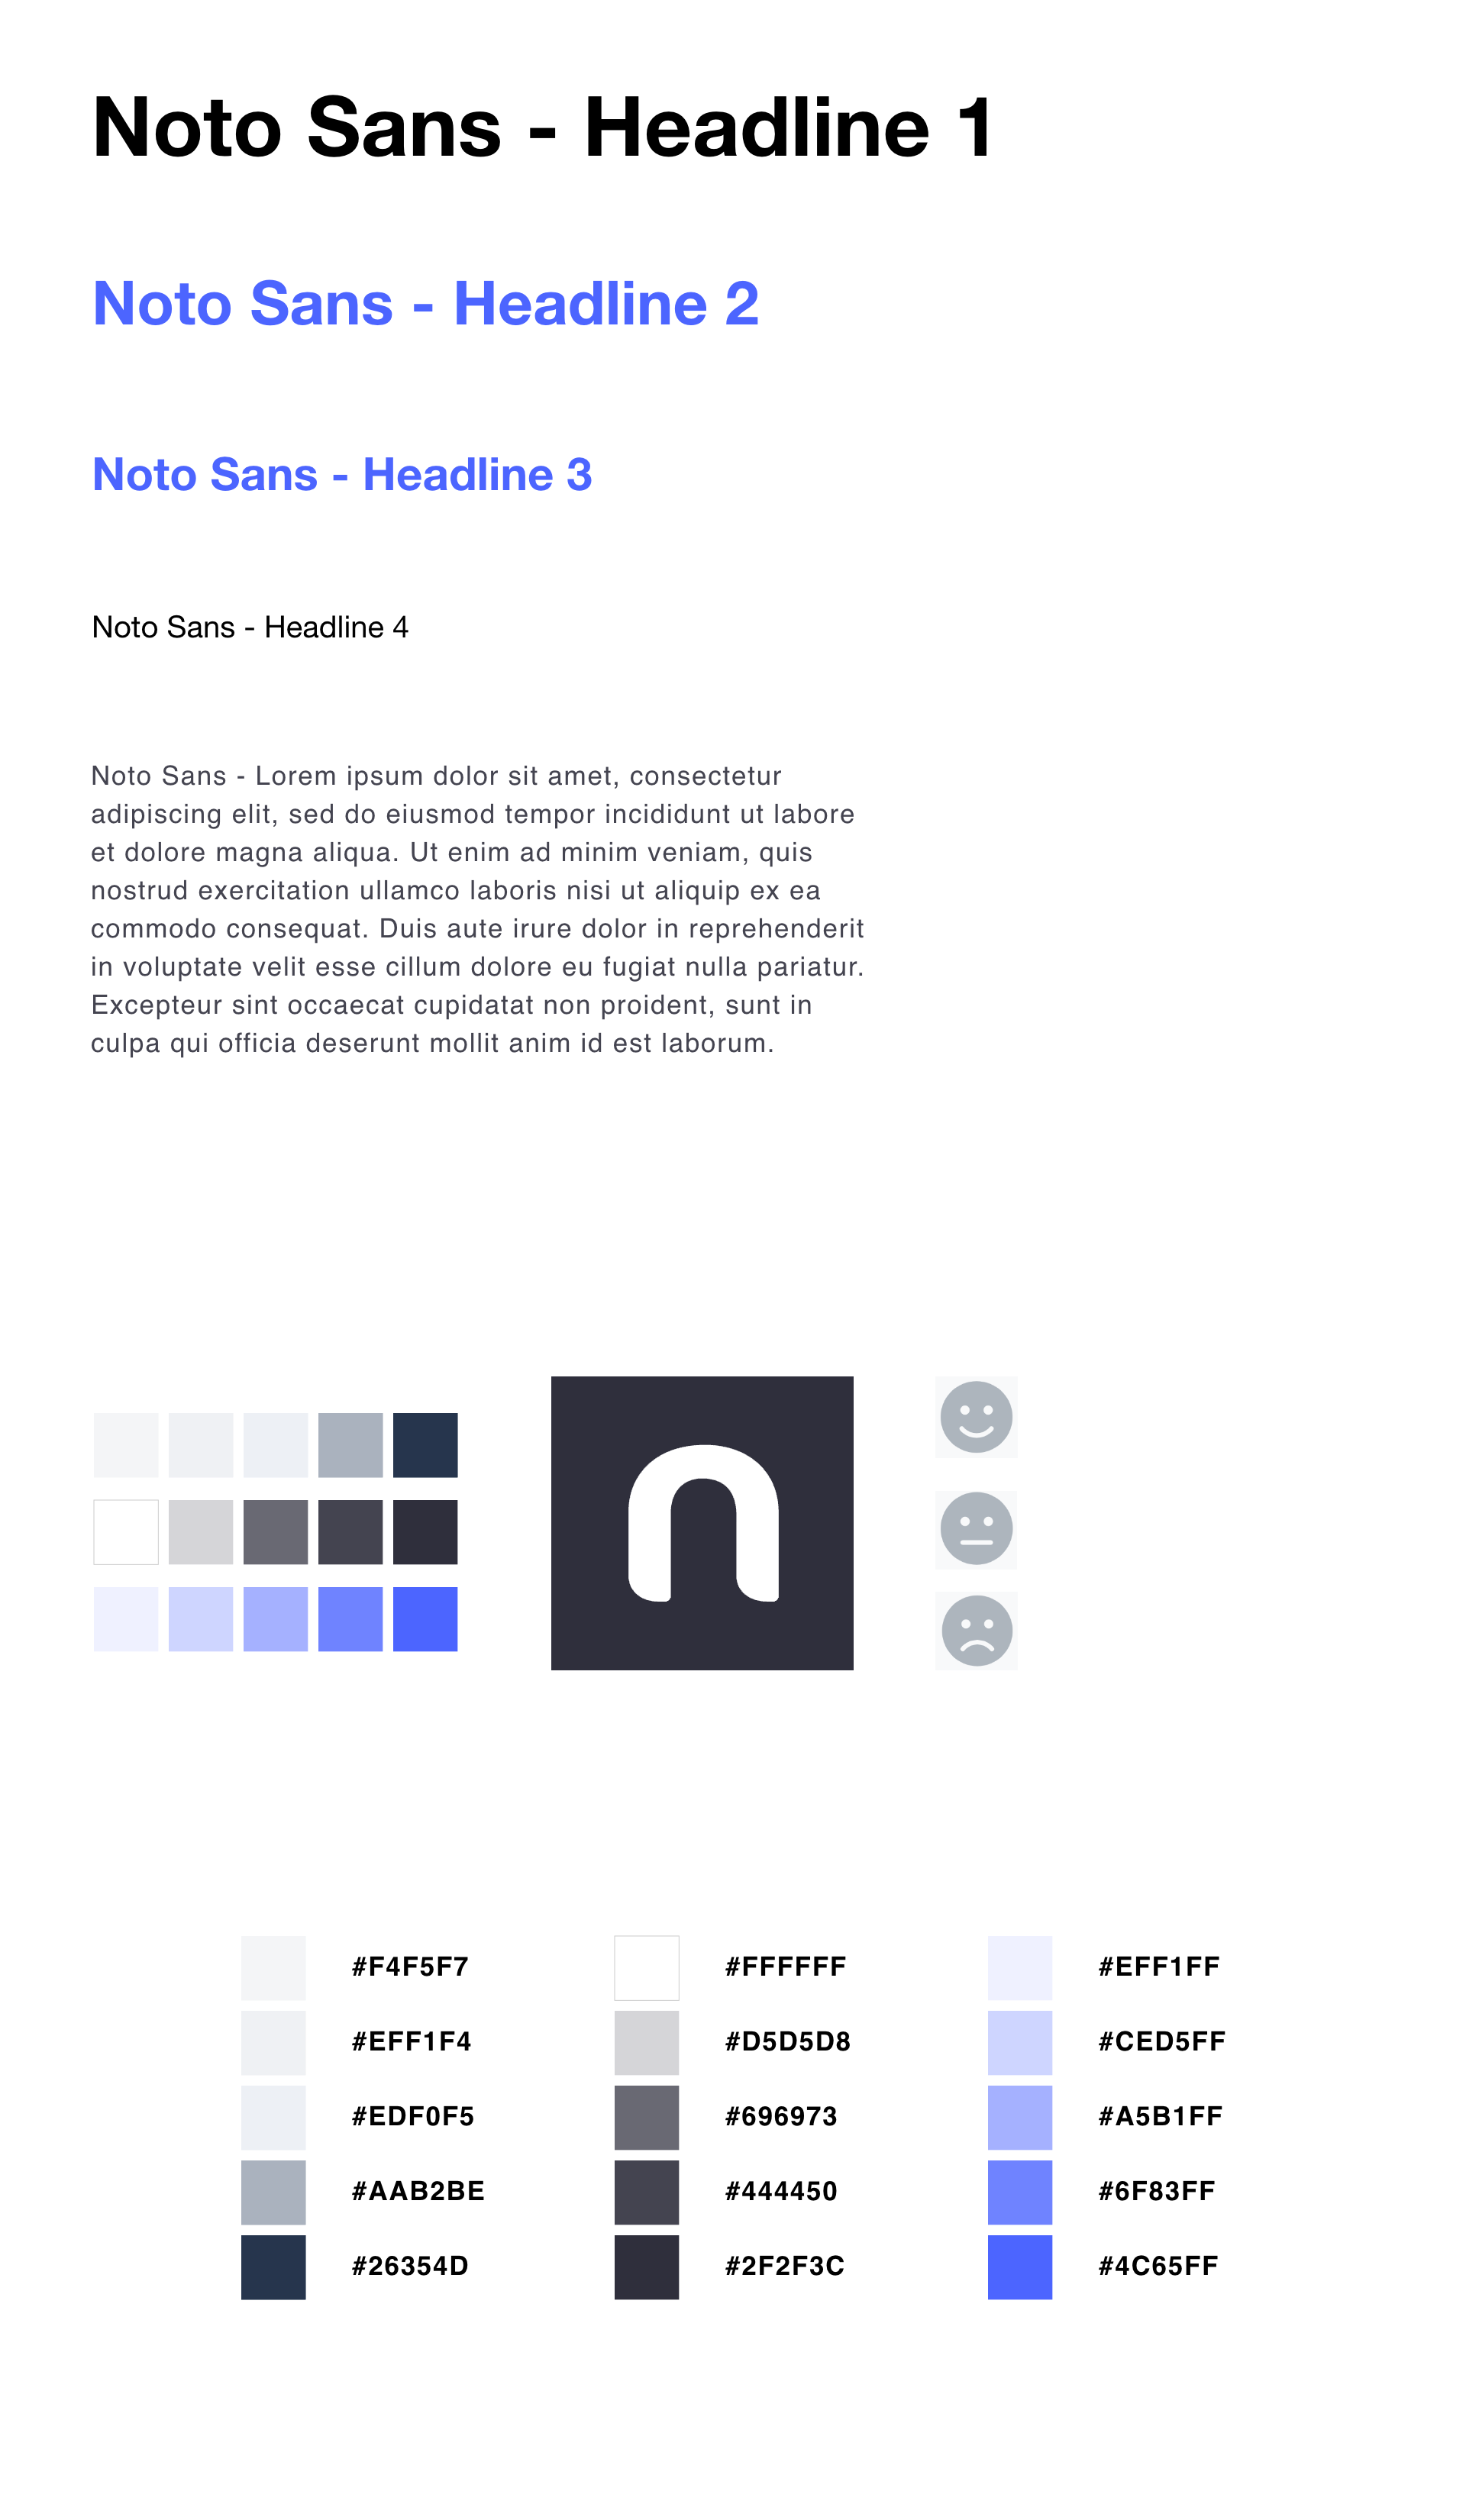 Noto Sans - Headline 1
Noto Sans - Headline 2
Noto Sans - Headline 3
Noto Sans - Headline 4
Noto Sans - Lorem ipsum dolor sit amet, consectetur
adipiscing elit, sed do eiusmod tempor incididunt ut labore
et dolore magna aliqua. Ut enim ad minim veniam, quis
nostrud exercitation ullamco laboris nisi ut aliquip ex ea
commodo consequat. Duis aute irure dolor in reprehenderit
in voluptate velit esse cillum dolore eu fugiat nulla pariatur.
Excepteur sint occaecat cupidatat non proident, sunt in
culpa qui officia deserunt mollit anim id est laborum.
n
#F4F5F7 #FFFFFF #EFF1FF
#EFF1F4 #D5D5D8 #CED5FF
#EDF0F5 #696973 #A5B1FF
#AAB2BE #444450 #6F83FF
#26354D #2F2F3C #4C65FF